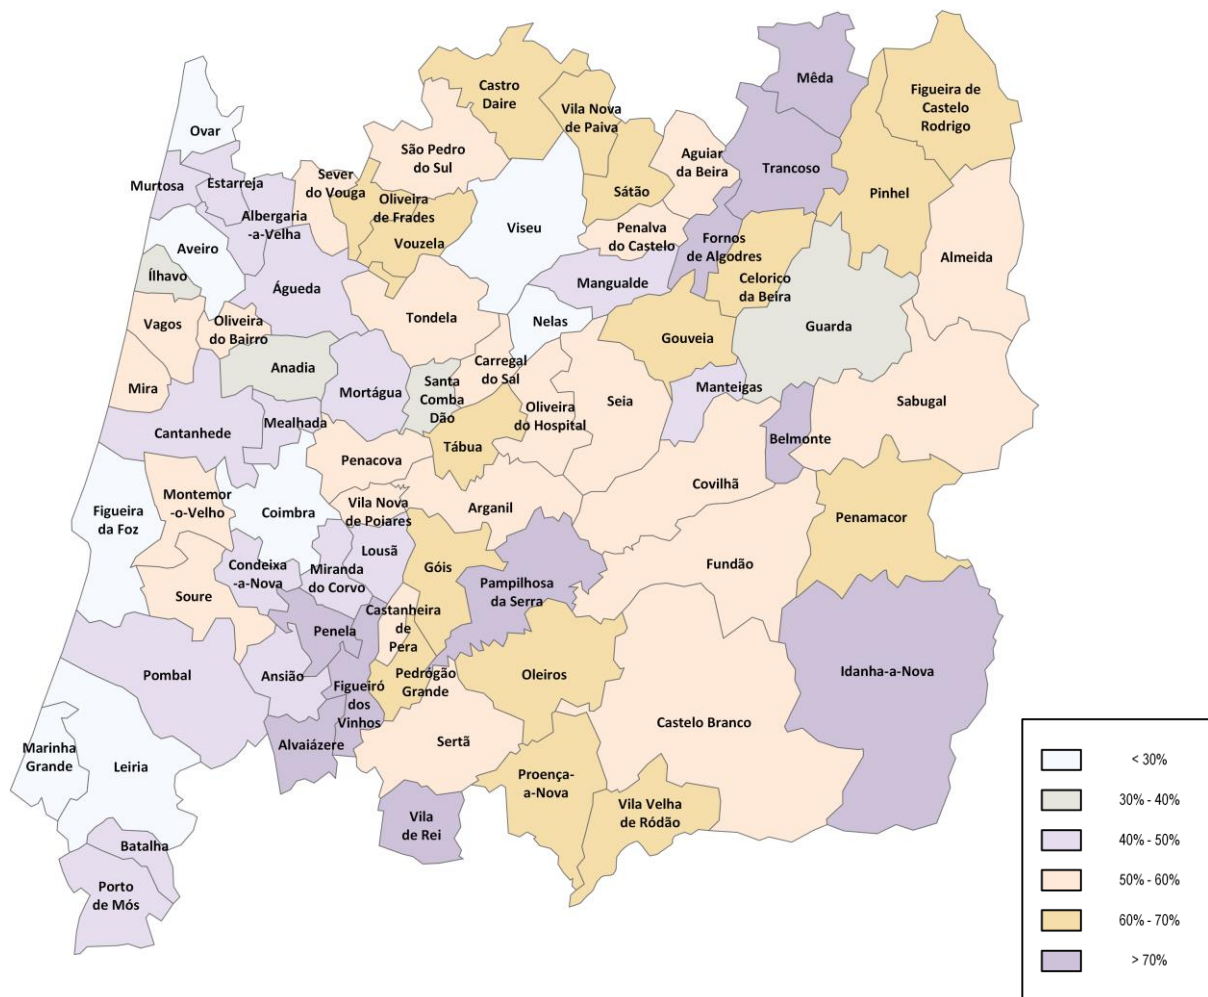 Mêda
Castro
Daire
Figueira de
Castelo
Rodrigo
Vila Nova
de Paiva
Ovar
São Pedro
do Sul
Aguiar
da Beira
Trancoso
Sever
do Vouga
Estarreja
Murtosa
Sátão
Pinhel
Oliveira
de Frades
Albergaria
-a-Velha
Viseu
Penalva
do Castelo
Fornos
de Algodres
Vouzela
Aveiro
Almeida
Ílhavo
Mangualde
Celorico
da Beira
Águeda
Tondela
Nelas
Vagos
Oliveira
do Bairro
Guarda
Gouveia
Carregal
do Sal
Anadia
Mira
Mortágua
Santa
Comba
Dão
Manteigas
Oliveira
do Hospital
Seia
Sabugal
Mealhada
Cantanhede
Belmonte
Tábua
Penacova
Covilhã
Montemor
-o-Velho
Vila Nova
de Poiares
Arganil
Figueira
da Foz
Coimbra
Penamacor
Lousã
Condeixa
-a-Nova
Miranda
do Corvo
Góis
Fundão
Pampilhosa
da Serra
Soure
Castanheira
de
Pera
Penela
Pombal
Ansião
Pedrógão
Grande
Oleiros
Idanha-a-Nova
Figueiró
dos
Vinhos
Castelo Branco
Sertã
Alvaiázere
Marinha
Grande
Leiria
Proença-
a-Nova
Vila Velha
de Ródão
Vila
de Rei
Batalha
Porto
de Mós
< 30%
30% - 40%
40% - 50%
50% - 60%
60% - 70%
> 70%